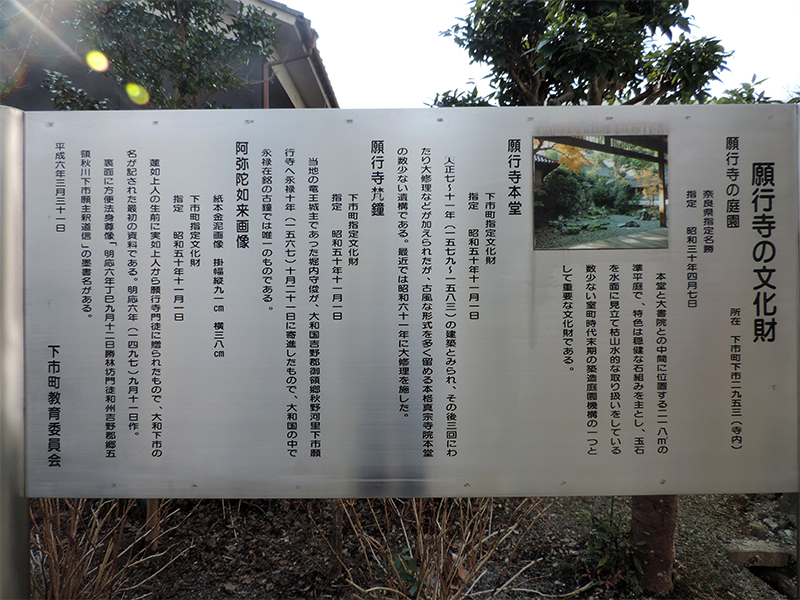 願行寺の文化財
所在　下市町下市二九五三（寺内）
願行寺の庭園
奈良県指定名勝
指定　昭和三十年四月七日
本堂と大書院との中間に位置する二一八㎡の
準平庭で、特色は穏健な石組みを主とし、玉石
を水面に見立て枯山水的な取り扱いをしている
数少ない室町時代末期の築造庭園機構の一つと
して重要な文化財である。
願行寺本堂
下市町指定文化財
指定　昭和五十年十一月一日
天正七～十一年（一五七九～一五八三）の建築とみられ、その後三回にわ
たり大修理などが加えられたが、古風な形式を多く留める本格真宗寺院本堂
の数少ない遺構である。最近では昭和六十一年に大修理を施した。
願行寺梵鐘
下市町指定文化財
指定　昭和五十年十一月一日
当地の竜王城主であった堀内守俊が、大和国吉野郡御領郷秋野河里下市願
行寺へ永禄十年（一五六七）十月二十一日に寄進したもので、大和国の中で
永禄在銘の古鐘では唯一のものである。
阿弥陀如来画像
紙本金泥画像　掛幅縦九一㎝　横三八㎝
下市町指定文化財
指定　昭和五十年十一月一日
蓮如上人の生前に実如上人から願行寺門徒に贈られたもので、大和下市の
名が記された最初の資料である。明応六年（一四九七）九月十一日作。
裏面に方便法身尊像「明応六年丁巳九月十二日勝林坊門徒和州吉野郡郷五
領秋川下市願主釈道信」の墨書名がある。
平成六年三月三十一日
下市町教育委員会